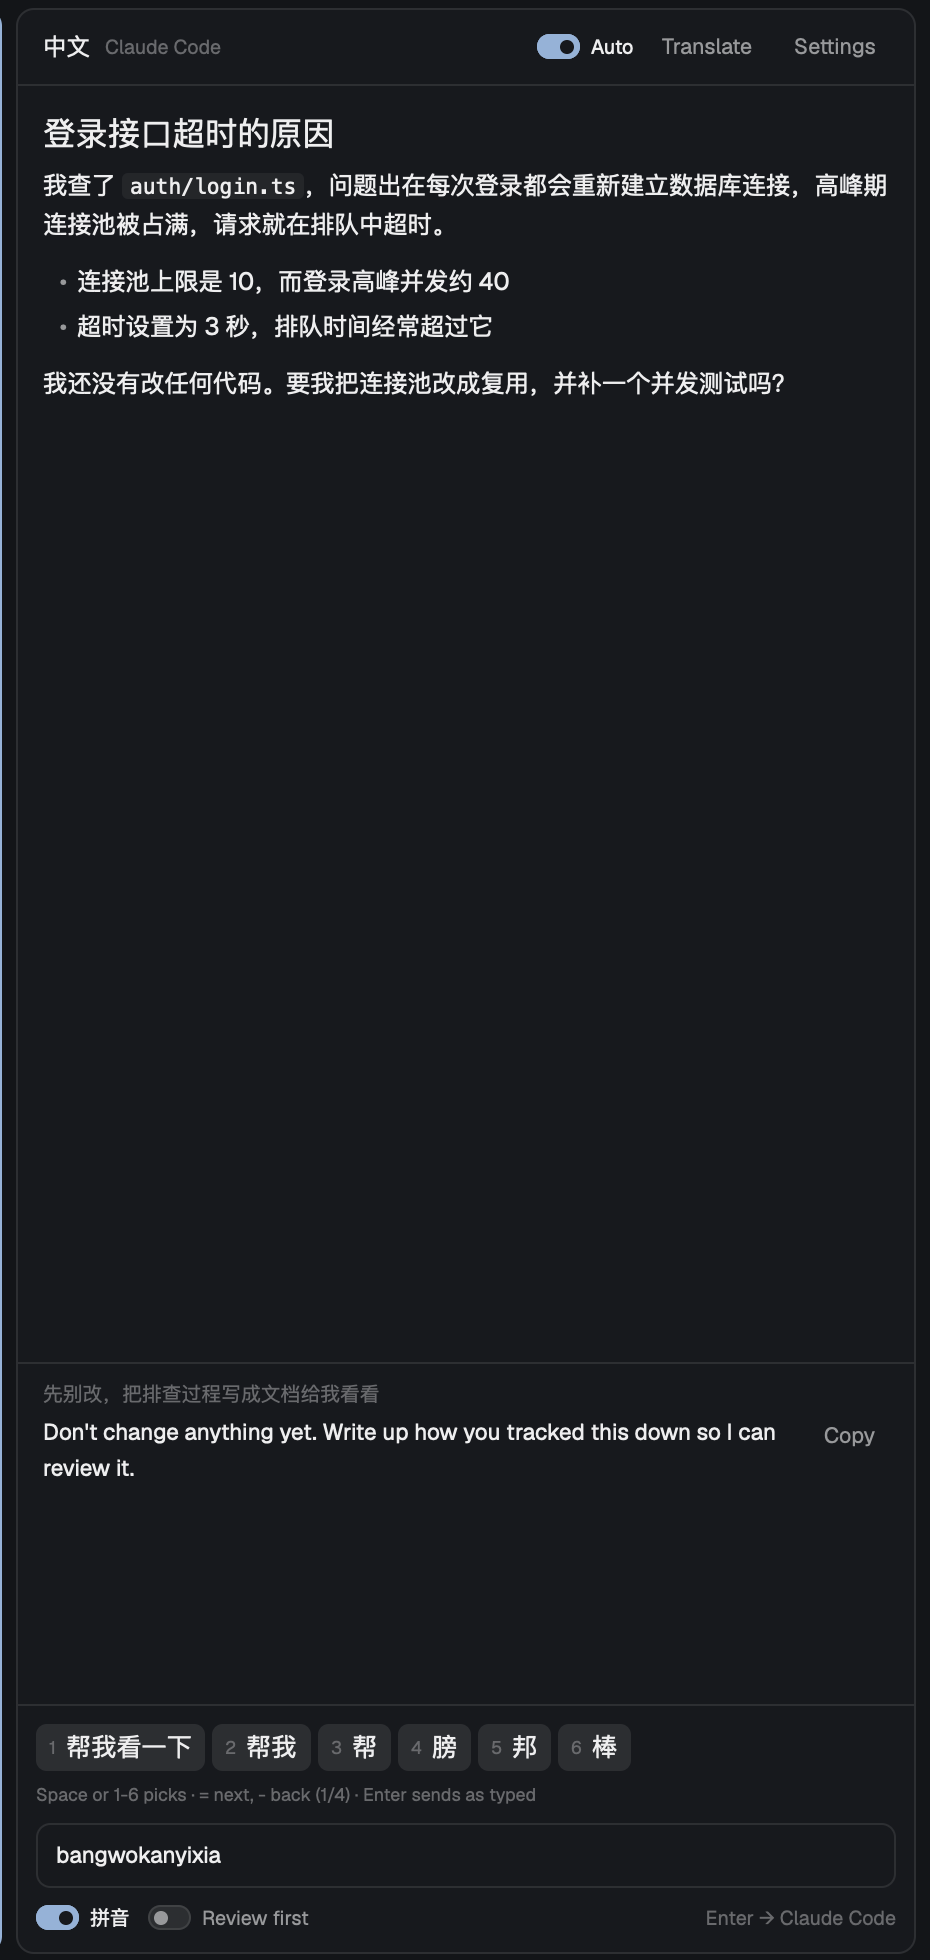 中文 Claude Code Auto Translate Settings
登录接口超时的原因
我查了 auth/login.ts，问题出在每次登录都会重新建立数据库连接，高峰期
连接池被占满，请求就在排队中超时。
• 连接池上限是 10，而登录高峰并发约 40
• 超时设置为 3 秒，排队时间经常超过它
我还没有改任何代码。要我把连接池改成复用，并补一个并发测试吗？
先别改，把排查过程写成文档给我看看
Don't change anything yet. Write up how you tracked this down so I can
review it.
Copy
1 帮我看一下 2 帮我 3 帮 4 膀 5 邦 6 棒
Space or 1-6 picks · = next, - back (1/4) · Enter sends as typed
bangwokanyixia
拼音 Review first Enter → Claude Code